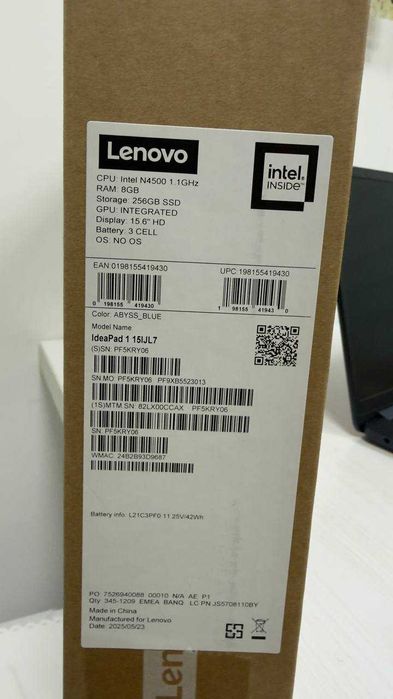 Lenovo
intel.
INSIDE™
CPU: Intel N4500 1.1GHz
RAM: 8GB
Storage: 256GB SSD
GPU: INTEGRATED
Display: 15.6" HD
Battery: 3 CELL
OS: NO OS
EAN 0198155419430
UPC 198155419430
0 198155 419430
1 98155 41943 0
Color: ABYSS_BLUE
Model Name
IdeaPad 1 15IJL7
(S)SN: PF5KRY06
SN MO: PF5KRY06 PF9XB5523013
(1S)MTM SN: 82LX00CCAX PF5KRY06
SN: PF5KRY06
WMAC: 24B2B93D9687
Battery info: L21C3PF0 11.25V/42Wh
PO: 7526940088 00010 N/A AE P1
Qty: 345-1209 EMEA BANQ LC PN:JS5708110BY
Made in China
Manufactured for Lenovo
Date: 2025/05/23
Len